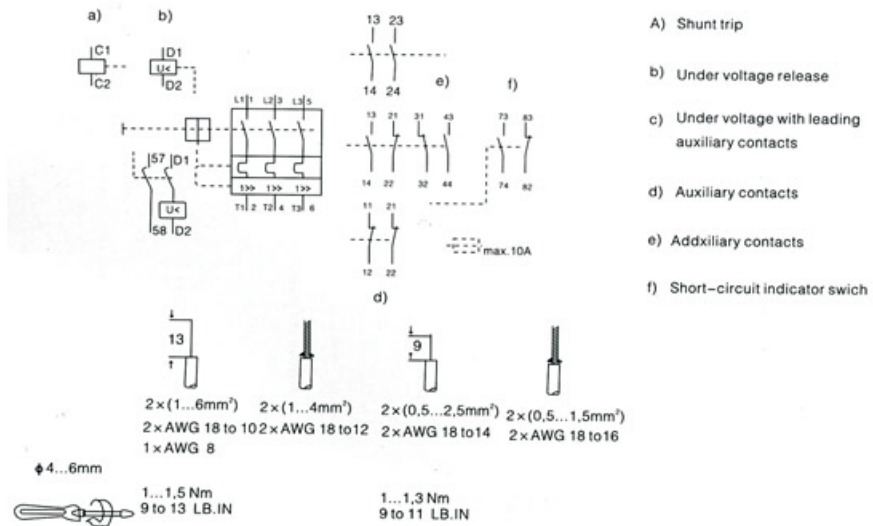 a) b)
C1
C2
D1
U<
D2
13 23
14 24
e) f)
L1 1 L2 3 L3 5
1>> 1>> 1>>
T1 2 T2 4 T3 6
57 D1
U<
58 D2
13 21 31 43
14 22 32 44
73 83
74 82
11 21
12 22
max.10A
d)
A) Shunt trip
b) Under voltage release
c) Under voltage with leading
auxiliary contacts
d) Auxiliary contacts
e) Addxiliary contacts
f) Short-circuit indicator swich
13
2×(1...6mm²)
2×AWG 18 to 10
1×AWG 8
2×(1...4mm²)
2×AWG 18 to12
9
2×(0,5...2,5mm²)
2×AWG 18 to14
2×(0,5...1,5mm²)
2×AWG 18 to16
ϕ4...6mm
1...1,5 Nm
9 to 13 LB.IN
1...1,3 Nm
9 to 11 LB.IN